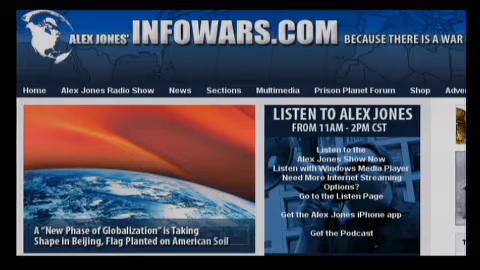 ALEX JONES' INFOWARS.COM BECAUSE THERE IS A WAR
Home Alex Jones Radio Show News Sections Multimedia Prison Planet Forum Shop Adve
LISTEN TO ALEX JONES
FROM 11AM - 2PM CST
Listen to the
Alex Jones Show Now
Listen with Windows Media Player
Need More Internet Streaming
Options?
Go to the Listen Page
Get the Alex Jones iPhone app
Get the Podcast
A "New Phase of Globalization" is Taking
Shape in Beijing, Flag Planted on American Soil